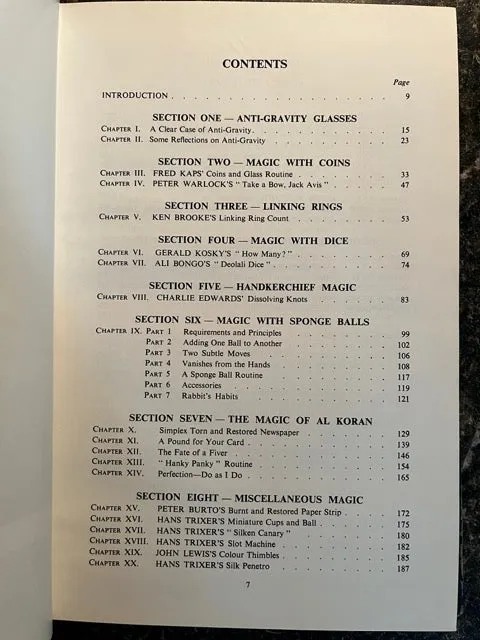 CONTENTS
Page
INTRODUCTION . . . . . . . . . . . . . . . . . . 9
SECTION ONE — ANTI-GRAVITY GLASSES
CHAPTER I. A Clear Case of Anti-Gravity . . . . . . . . . . 15
CHAPTER II. Some Reflections on Anti-Gravity . . . . . . . . . 23
SECTION TWO — MAGIC WITH COINS
CHAPTER III. FRED KAPS' Coins and Glass Routine . . . . . . . 33
CHAPTER IV. PETER WARLOCK'S "Take a Bow, Jack Avis" . . . . . 47
SECTION THREE — LINKING RINGS
CHAPTER V. KEN BROOKE'S Linking Ring Count . . . . . . . . 53
SECTION FOUR — MAGIC WITH DICE
CHAPTER VI. GERALD KOSKY'S "How Many?" . . . . . . . . 69
CHAPTER VII. ALI BONGO'S "Deolali Dice" . . . . . . . . . 74
SECTION FIVE — HANDKERCHIEF MAGIC
CHAPTER VIII. CHARLIE EDWARDS' Dissolving Knots . . . . . . 83
SECTION SIX — MAGIC WITH SPONGE BALLS
CHAPTER IX. PART 1 Requirements and Principles . . . . . . . . 99
PART 2 Adding One Ball to Another . . . . . . . . 102
PART 3 Two Subtle Moves . . . . . . . . 106
PART 4 Vanishes from the Hands . . . . . . . . 108
PART 5 A Sponge Ball Routine . . . . . . . . 117
PART 6 Accessories . . . . . . . . . . 119
PART 7 Rabbit's Habits . . . . . . . . . . 121
SECTION SEVEN — THE MAGIC OF AL KORAN
CHAPTER X. Simplex Torn and Restored Newspaper . . . . . . . 129
CHAPTER XI. A Pound for Your Card . . . . . . . . . . 139
CHAPTER XII. The Fate of a Fiver . . . . . . . . . . 146
CHAPTER XIII. "Hanky Panky" Routine . . . . . . . . . . 154
CHAPTER XIV. Perfection—Do as I Do . . . . . . . . . . 165
SECTION EIGHT — MISCELLANEOUS MAGIC
CHAPTER XV. PETER BURTO'S Burnt and Restored Paper Strip . . . . 172
CHAPTER XVI. HANS TRIXER'S Miniature Cups and Ball . . . . . . 175
CHAPTER XVII. HANS TRIXER'S "Silken Canary" . . . . . . . 180
CHAPTER XVIII. HANS TRIXER'S Slot Machine . . . . . . . . 182
CHAPTER XIX. JOHN LEWIS'S Colour Thimbles . . . . . . . . 185
CHAPTER XX. HANS TRIXER'S Silk Penetro . . . . . . . . . 187
7